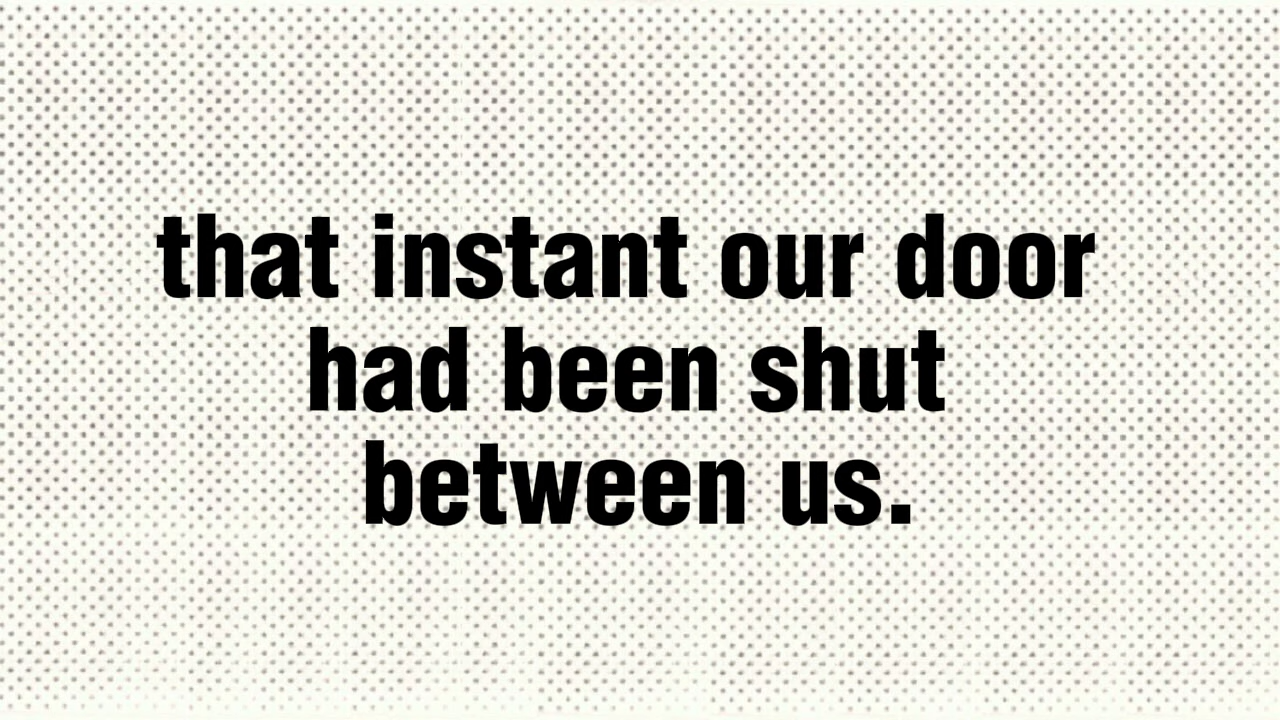 that instant our door
had been shut
between us.